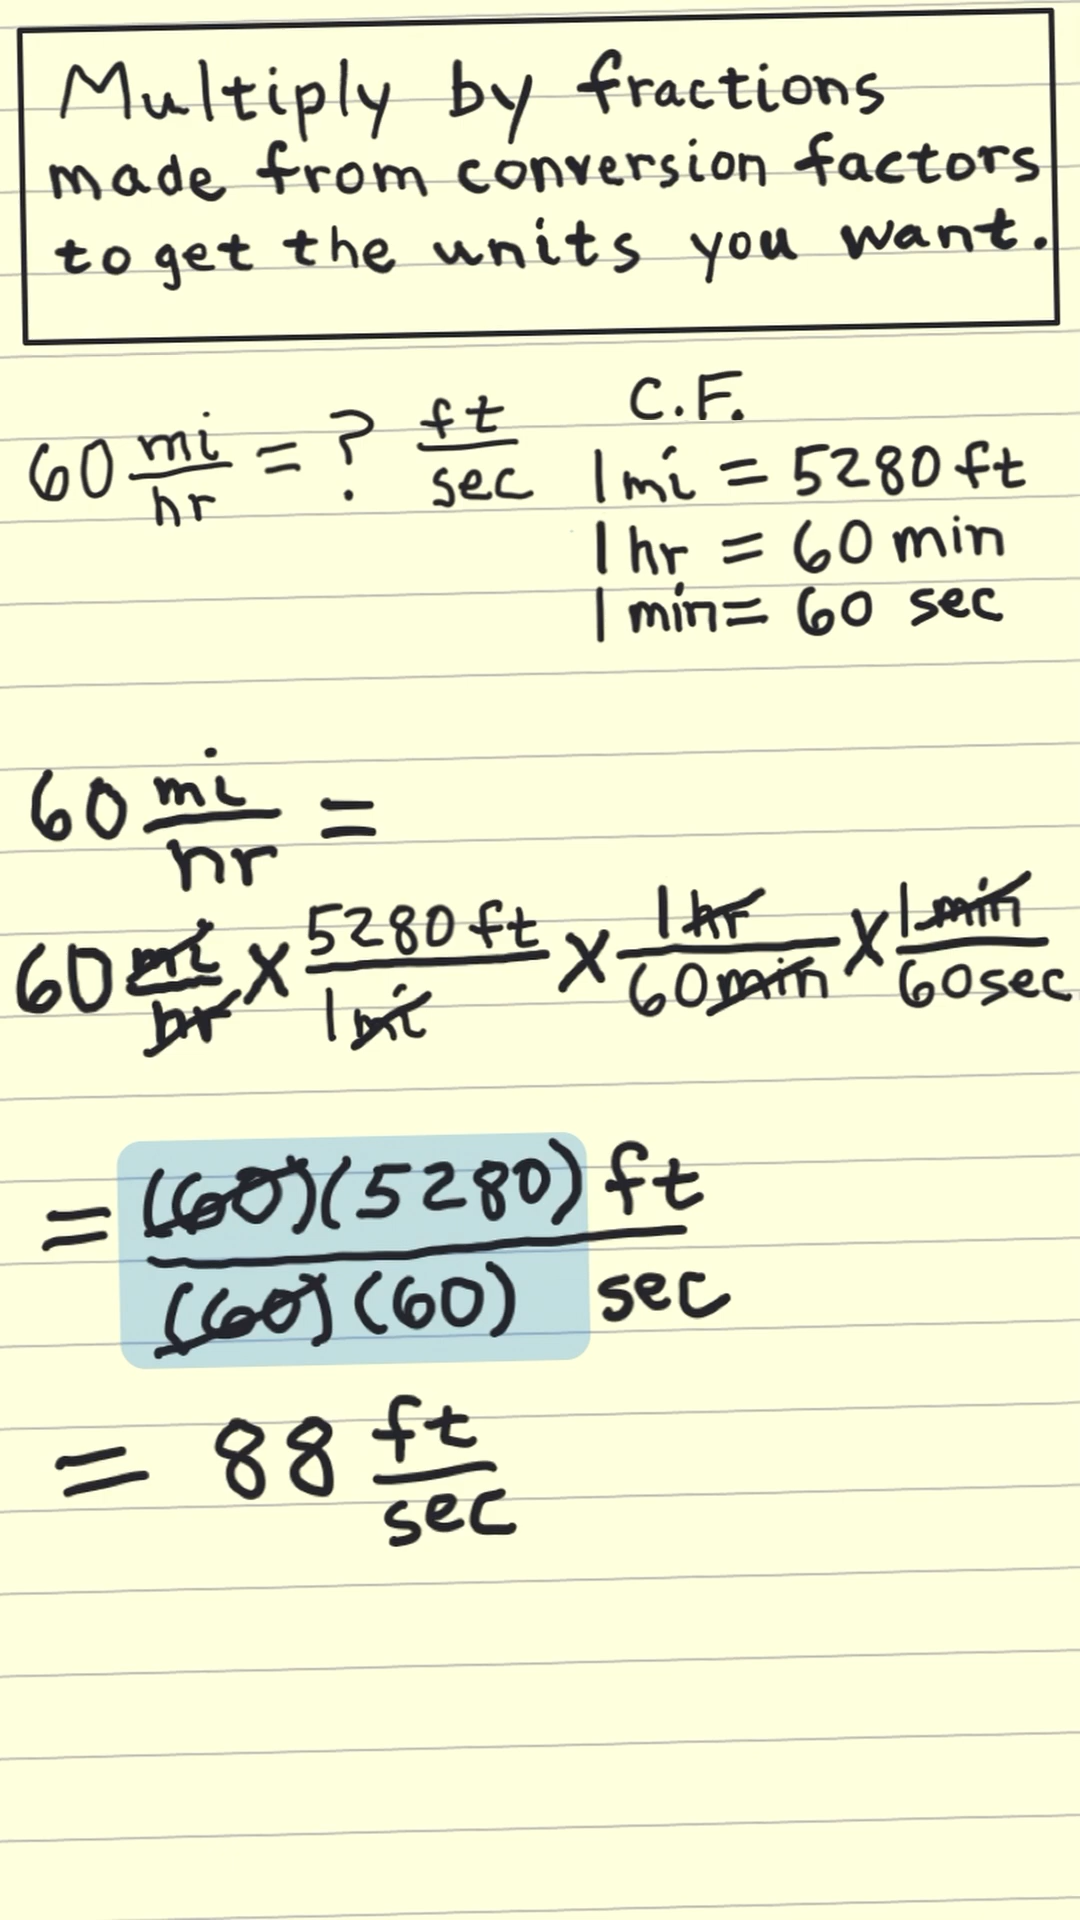 Multiply by fractions
made from conversion factors
to get the units you want.
60 mi/hr = ? ft/sec
C.F.
1 mi = 5280 ft
1 hr = 60 min
1 min = 60 sec
60 mi/hr =
60 mi/hr x 5280 ft/1 mi x 1 hr/60 min x 1 min/60 sec
= (60)(5280) ft/(60)(60) sec
= 88 ft/sec